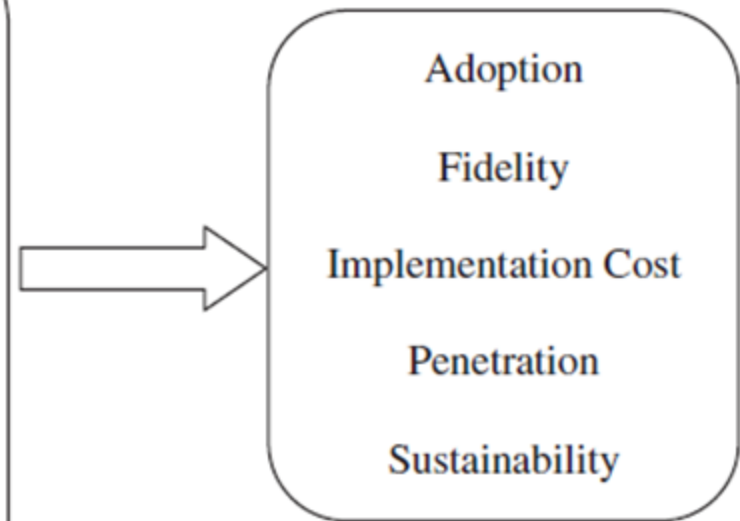 Adoption
Fidelity
Implementation Cost
Penetration
Sustainability